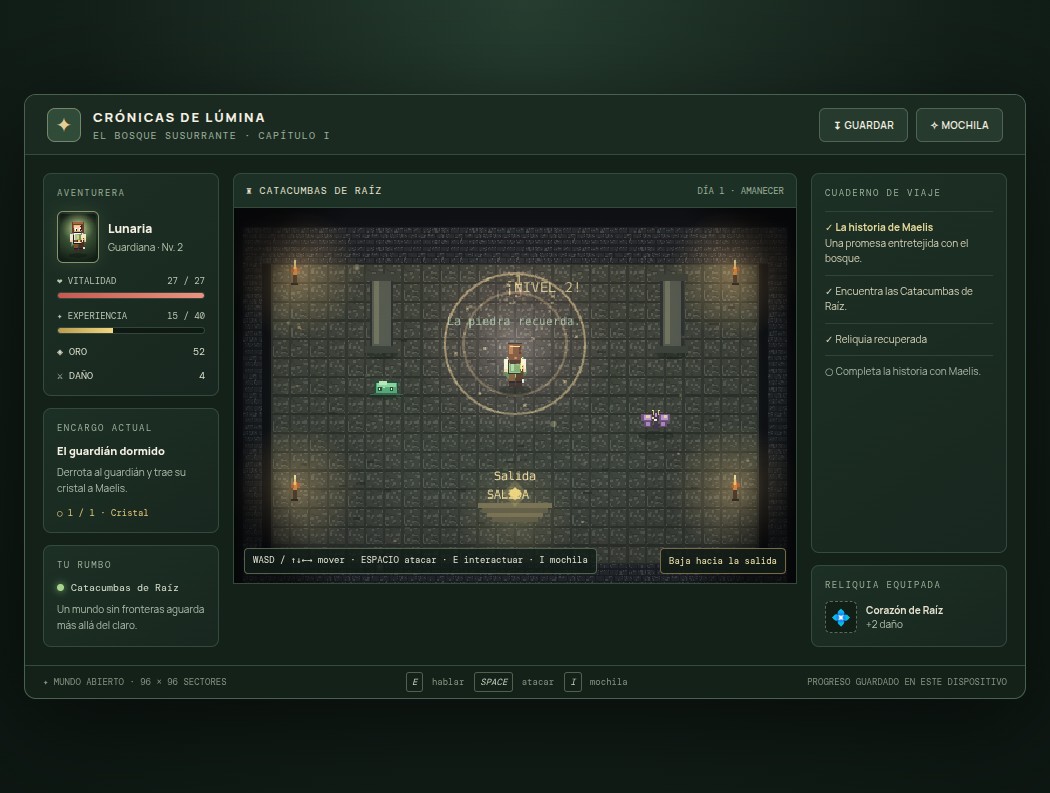 CRÓNICAS DE LÚMINA
EL BOSQUE SUSURRANTE · CAPÍTULO I
↧ GUARDAR
✧ MOCHILA
AVENTURERA
Lunaria
Guardiana · Nv. 2
❤ VITALIDAD 27 / 27
✦ EXPERIENCIA 15 / 40
◈ ORO 52
⚔ DAÑO 4
ENCARGO ACTUAL
El guardián dormido
Derrota al guardián y trae su
cristal a Maelis.
○ 1 / 1 · Cristal
TU RUMBO
Catacumbas de Raíz
Un mundo sin fronteras aguarda
más allá del claro.
♜ CATACUMBAS DE RAÍZ
DÍA 1 · AMANECER
¡NIVEL 2!
La piedra recuerda.
Salida
SALIDA
WASD / ↑↓←→ mover · ESPACIO atacar · E interactuar · I mochila
Baja hacia la salida
CUADERNO DE VIAJE
✓ La historia de Maelis
Una promesa entretejida con el
bosque.
✓ Encuentra las Catacumbas de
Raíz.
✓ Reliquia recuperada
○ Completa la historia con Maelis.
RELIQUIA EQUIPADA
Corazón de Raíz
+2 daño
✦ MUNDO ABIERTO · 96 × 96 SECTORES
E hablar SPACE atacar I mochila
PROGRESO GUARDADO EN ESTE DISPOSITIVO